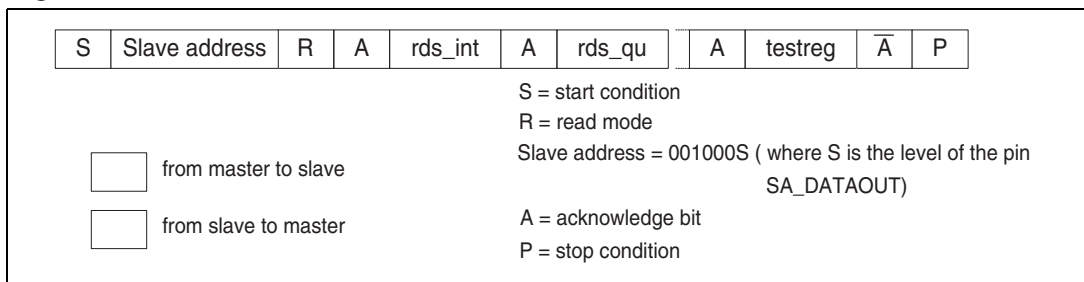 S Slave address R A rds_int A rds_qu A testreg A̅ P
S = start condition
R = read mode
Slave address = 001000S ( where S is the level of the pin
SA_DATAOUT)
from master to slave
from slave to master
A = acknowledge bit
P = stop condition